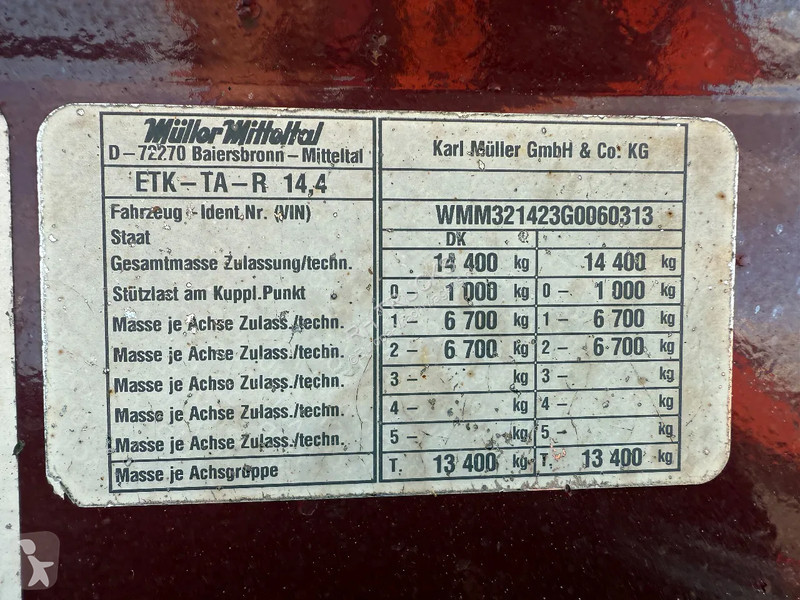 Müller Mitteltal
D-72270 Baiersbronn-Mitteltal
Karl Müller GmbH & Co. KG
ETK-TA-R 14,4
Fahrzeug-Ident.Nr. (VIN) WMM321423G0060313
Staat DK
Gesamtmasse Zulassung/techn. 14 400 kg 14 400 kg
Stützlast am Kuppl.Punkt 0- 1 000 kg 0- 1 000 kg
Masse je Achse Zulass./techn. 1- 6 700 kg 1- 6 700 kg
Masse je Achse Zulass./techn. 2- 6 700 kg 2- 6 700 kg
Masse je Achse Zulass./techn. 3- kg 3- kg
Masse je Achse Zulass./techn. 4- kg 4- kg
Masse je Achse Zulass./techn. 5- kg 5- kg
Masse je Achsgruppe T. 13 400 kg T. 13 400 kg